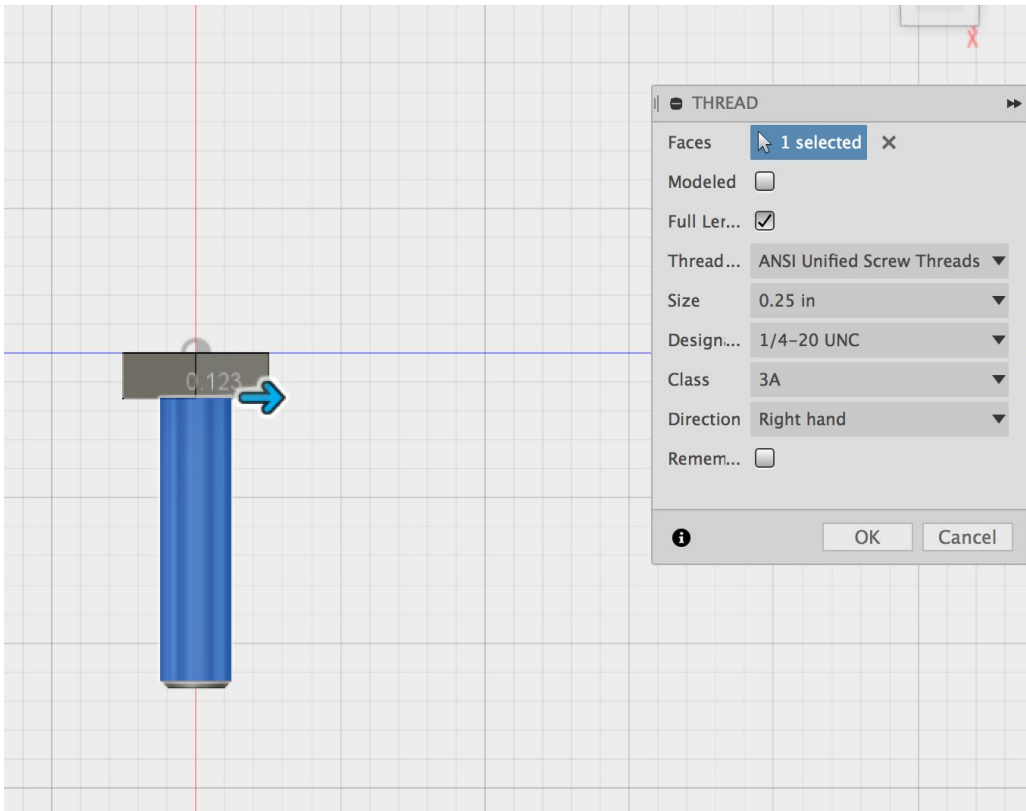 X
THREAD
Faces 1 selected
Modeled
Full Ler...
Thread... ANSI Unified Screw Threads
Size 0.25 in
Design... 1/4-20 UNC
0.123
Class 3A
Direction Right hand
Remem...
OK Cancel